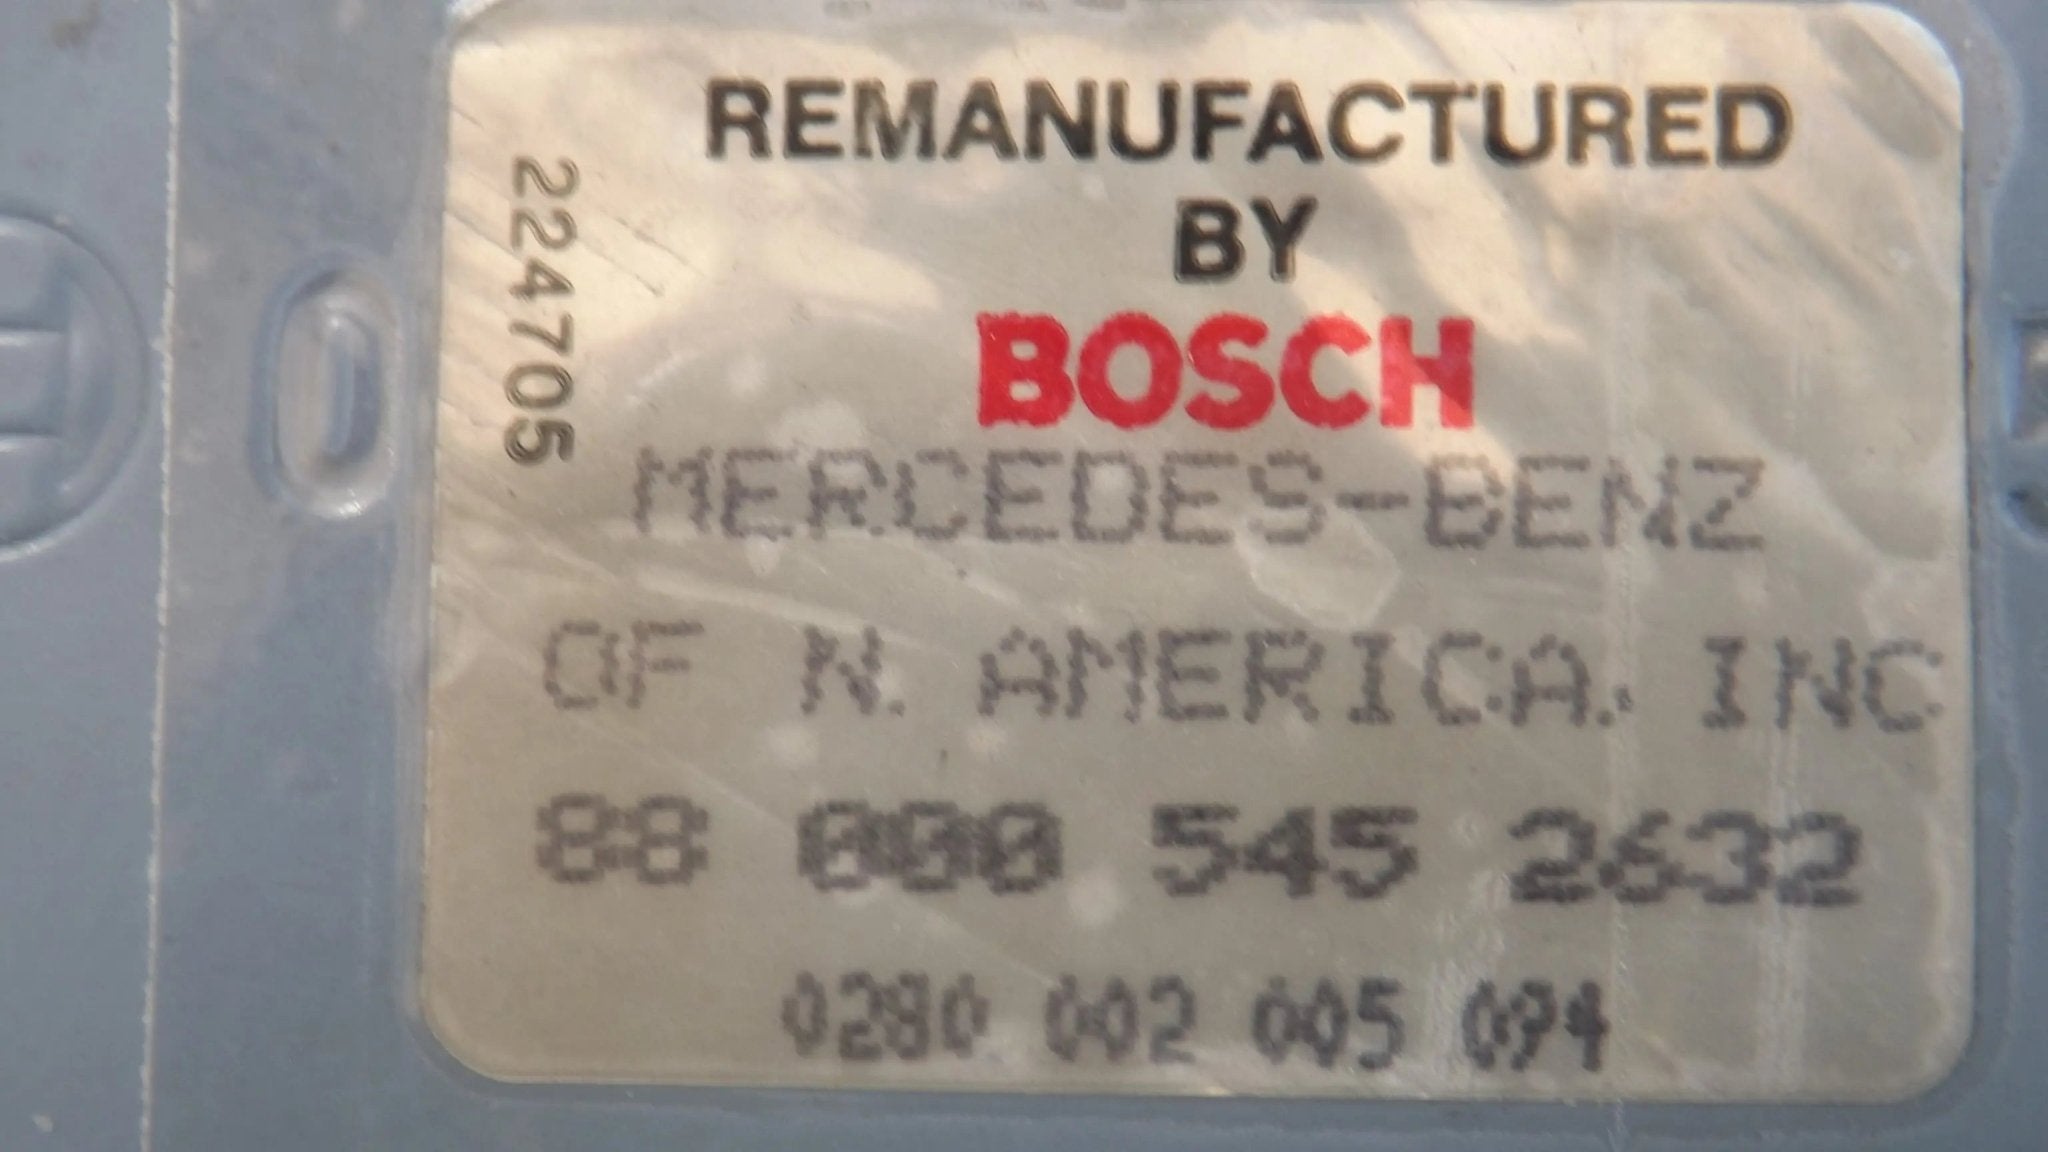 REMANUFACTURED
BY
BOSCH
224705
MERCEDES-BENZ
OF N. AMERICA. INC
88 000 545 2632
0280 002 005 094